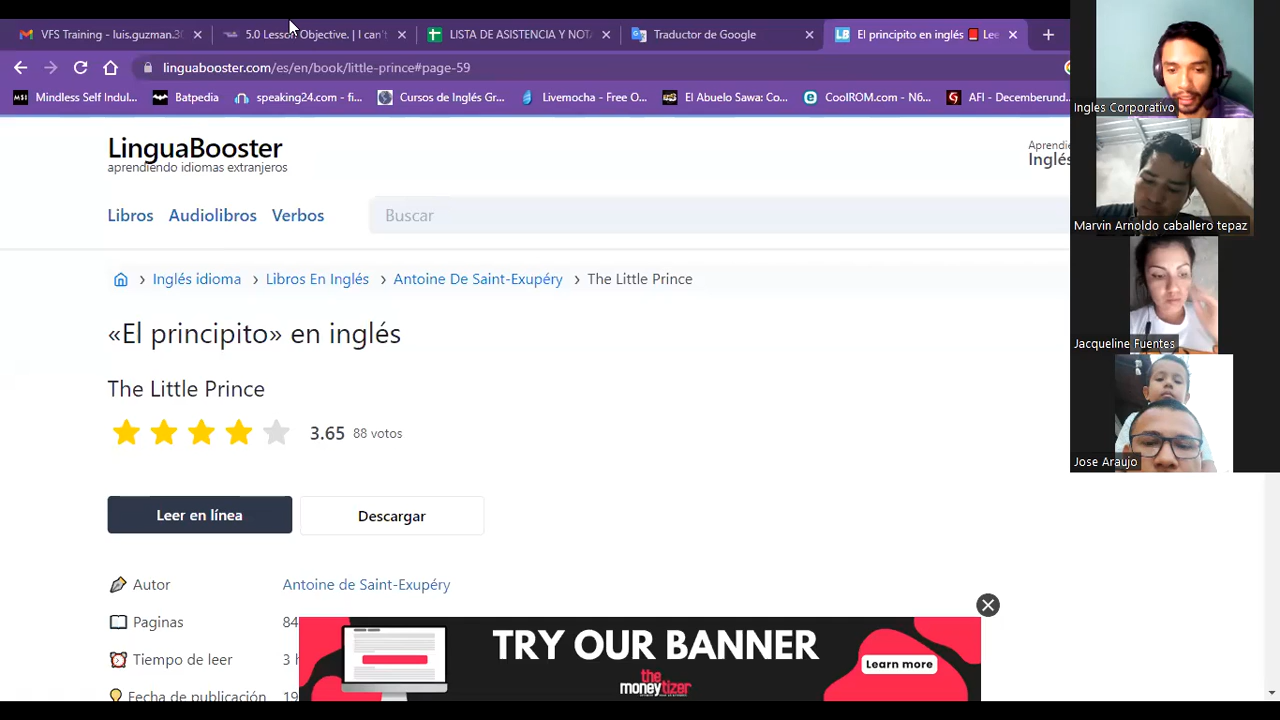 VFS Training - luis.guzman.30
5.0 Lesson Objective. | I can't
LISTA DE ASISTENCIA Y NOTA
Traductor de Google
El principito en inglés 📕 Lee
linguabooster.com/es/en/book/little-prince#page-59
Mindless Self Indul...
Batpedia
speaking24.com - fi...
Cursos de Inglés Gr...
Livemocha - Free O...
El Abuelo Sawa: Co...
CoolROM.com - N6...
AFI - Decemberund...
Ingles Corporativo
LinguaBooster
aprendiendo idiomas extranjeros
Aprendi
Inglés
Libros
Audiolibros
Verbos
Buscar
Marvin Arnoldo caballero tepaz
Inglés idioma
Libros En Inglés
Antoine De Saint-Exupéry
The Little Prince
«El principito» en inglés
Jacqueline Fuentes
The Little Prince
3.65 88 votos
Jose Araujo
Leer en línea
Descargar
Autor Antoine de Saint-Exupéry
Paginas 84
Tiempo de leer 3 h
Fecha de publicación 19
TRY OUR BANNER
the
moneytizer
Learn more